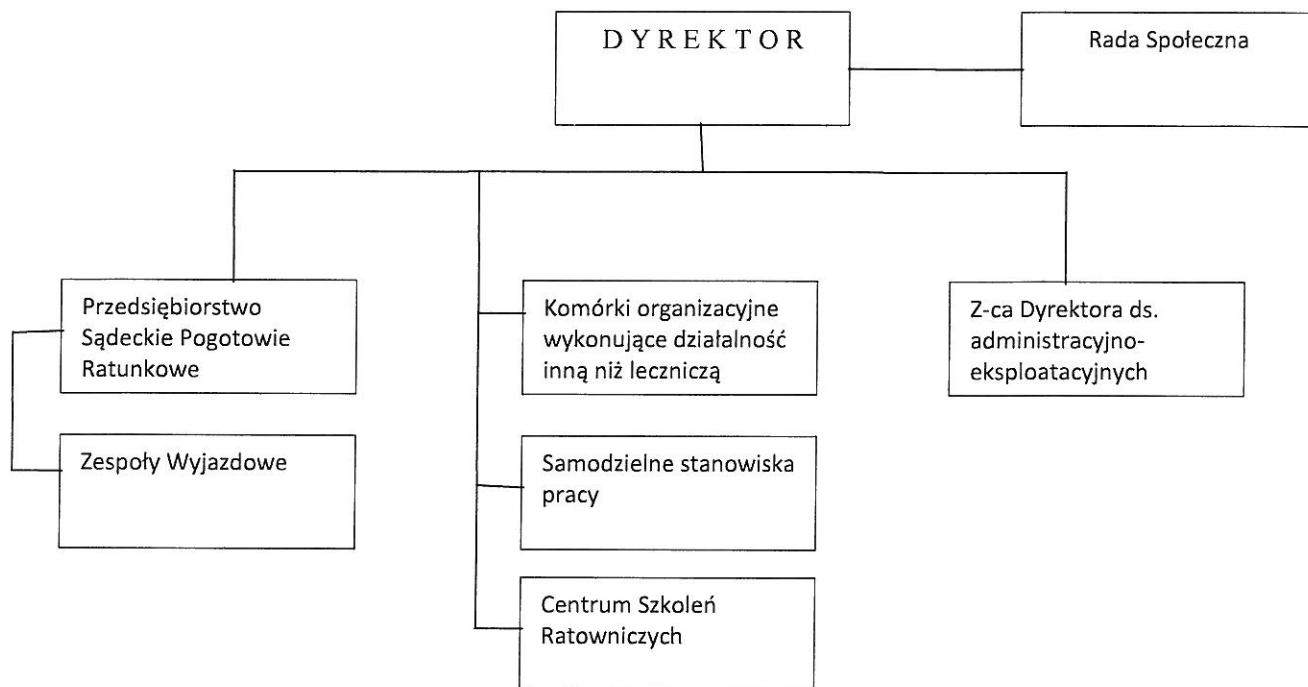 D Y R E K T O R
Rada Społeczna
Przedsiębiorstwo
Sądeckie Pogotowie
Ratunkowe
Komórki organizacyjne
wykonujące działalność
inną niż leczniczą
Z-ca Dyrektora ds.
administracyjno-
eksploatacyjnych
Zespoły Wyjazdowe
Samodzielne stanowiska
pracy
Centrum Szkoleń
Ratowniczych